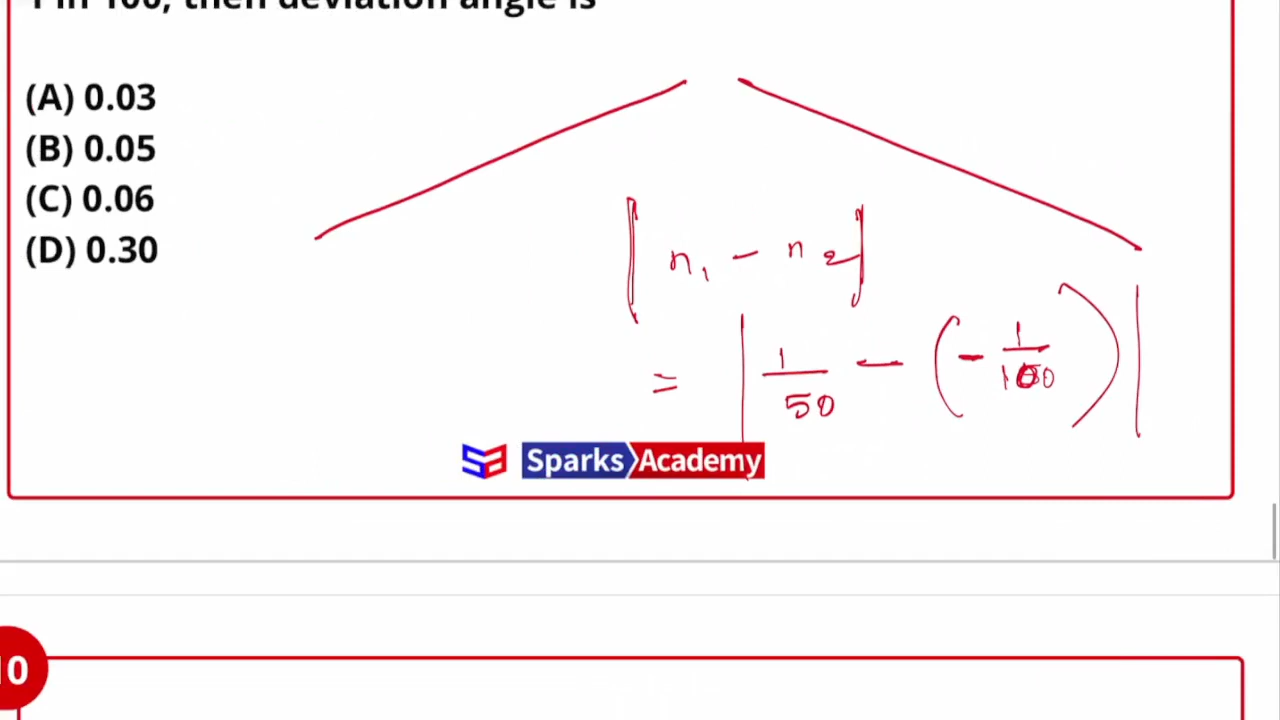 1 in 100, then deviation angle is
(A) 0.03
(B) 0.05
(C) 0.06
(D) 0.30
| n₁ - n₂ |
= | 1/50 - (- 1/100) |
Sparks Academy
10